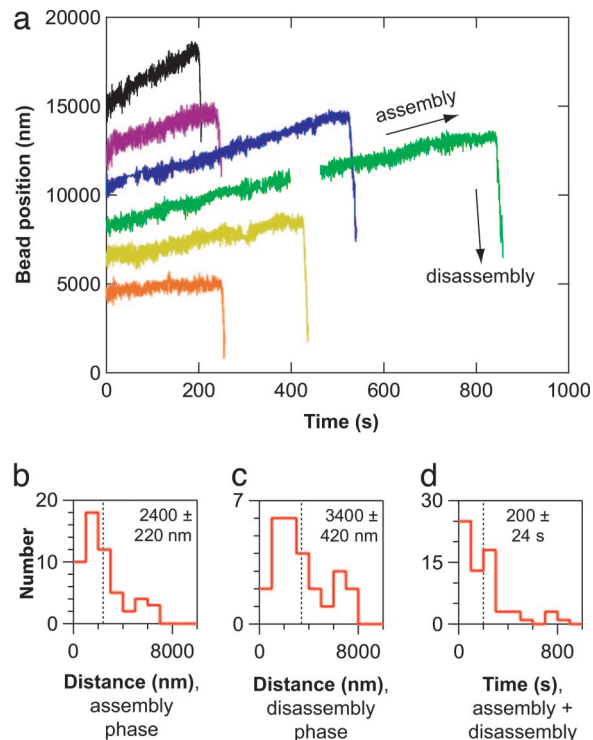 a
20000
15000
10000
5000
0
Bead position (nm)
assembly
disassembly
0 200 400 600 800 1000
Time (s)
b
20
10
0
Number
2400 ±
220 nm
0 8000
Distance (nm),
assembly
phase
c
7
0
3400 ±
420 nm
0 8000
Distance (nm),
disassembly
phase
d
30
15
0
200 ±
24 s
0 800
Time (s),
assembly +
disassembly